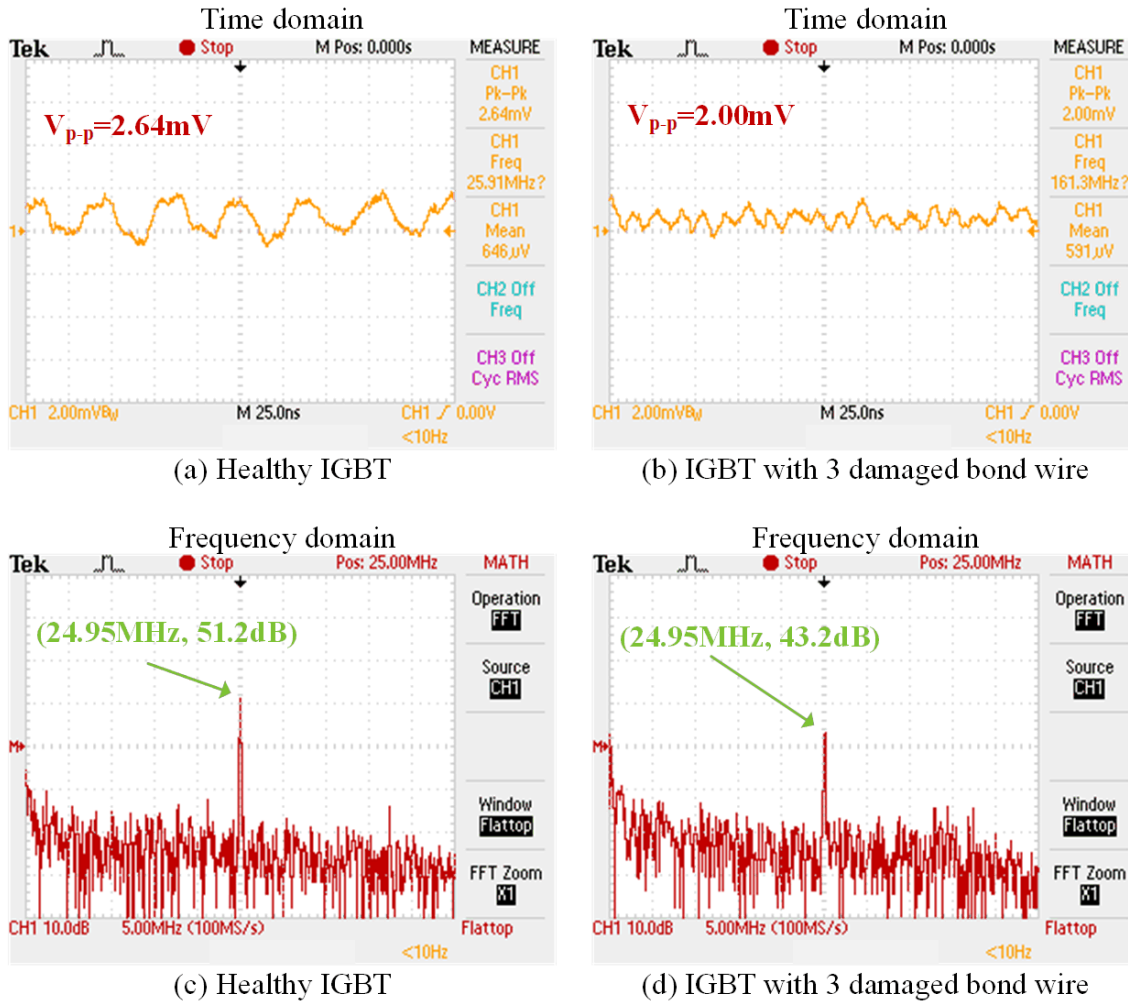 Time domain
Tek Stop M Pos: 0.000s MEASURE
CH1
Pk-Pk
2.64mV
Vp-p=2.64mV
CH1
Freq
25.91MHz?
CH1
Mean
646µV
1
CH2 Off
Freq
CH3 Off
Cyc RMS
CH1 2.00mVBw M 25.0ns CH1 0.00V
<10Hz
(a) Healthy IGBT
Time domain
Tek Stop M Pos: 0.000s MEASURE
CH1
Pk-Pk
2.00mV
Vp-p=2.00mV
CH1
Freq
161.3MHz?
CH1
Mean
591µV
1
CH2 Off
Freq
CH3 Off
Cyc RMS
CH1 2.00mVBw M 25.0ns CH1 0.00V
<10Hz
(b) IGBT with 3 damaged bond wire
Frequency domain
Tek Stop Pos: 25.00MHz MATH
Operation
FFT
(24.95MHz, 51.2dB)
Source
CH1
M
Window
Flattop
FFT Zoom
X1
CH1 10.0dB 5.00MHz (100MS/s) Flattop
<10Hz
(c) Healthy IGBT
Frequency domain
Tek Stop Pos: 25.00MHz MATH
Operation
FFT
(24.95MHz, 43.2dB)
Source
CH1
M
Window
Flattop
FFT Zoom
X1
CH1 10.0dB 5.00MHz (100MS/s) Flattop
<10Hz
(d) IGBT with 3 damaged bond wire